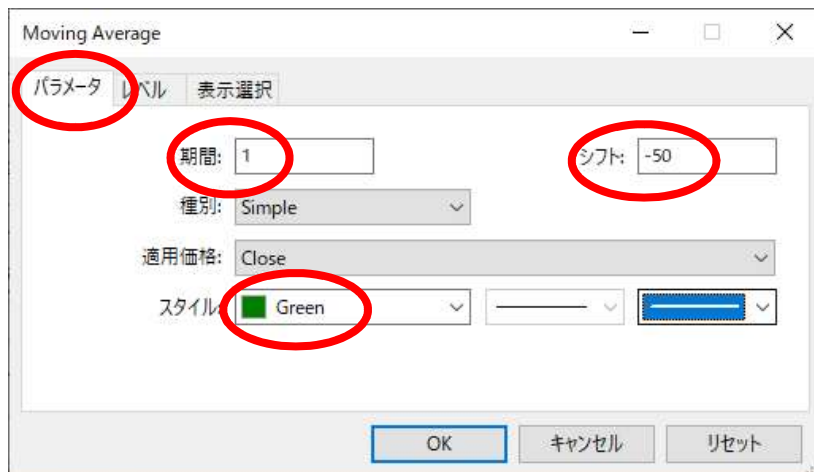 Moving Average
パラメータ レベル 表示選択
期間: 1 シフト: -50
種別: Simple
適用価格: Close
スタイル: Green
OK キャンセル リセット